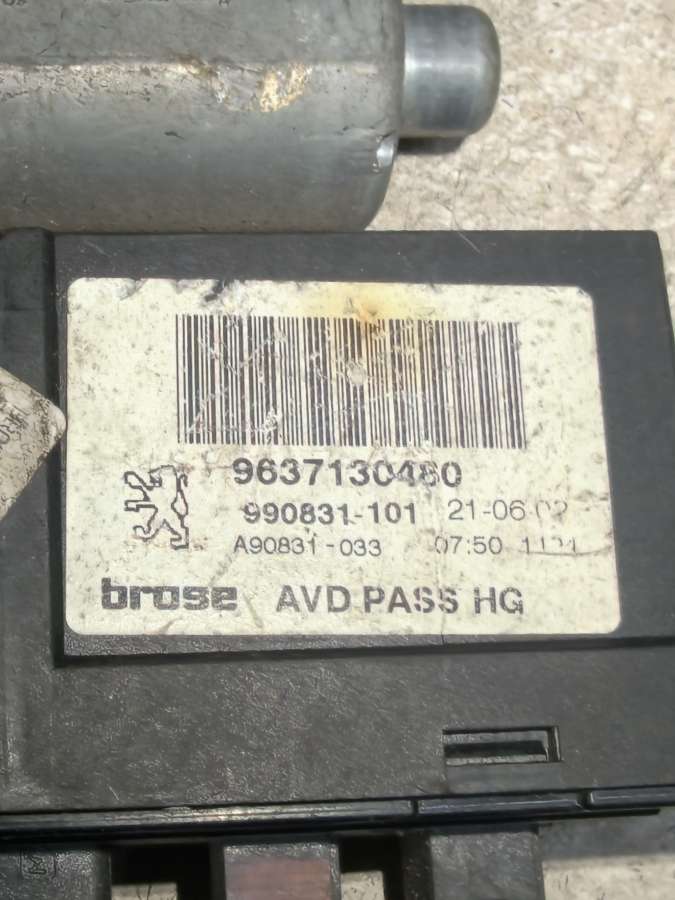 9637130480
990831-101 21-06-02
A90831-033 07:50
brose AVD PASS HG